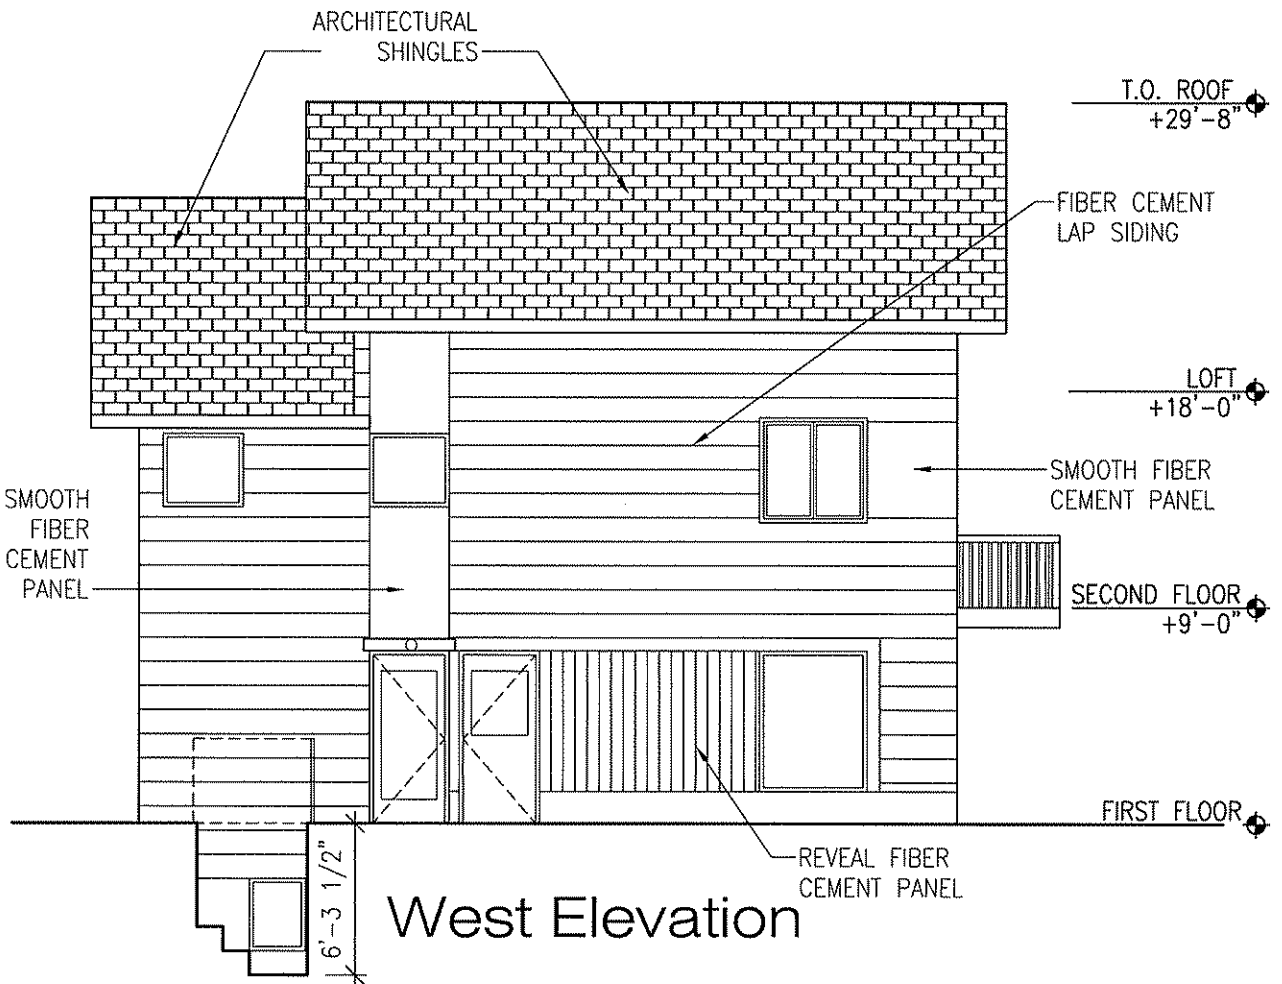 ARCHITECTURAL
SHINGLES
T.O. ROOF
+29'-8"
FIBER CEMENT
LAP SIDING
LOFT
+18'-0"
SMOOTH FIBER
CEMENT PANEL
SMOOTH
FIBER
CEMENT
PANEL
SECOND FLOOR
+9'-0"
FIRST FLOOR
REVEAL FIBER
CEMENT PANEL
6'-3 1/2"
West Elevation